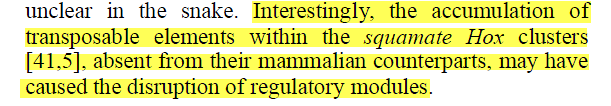 unclear in the snake. Interestingly, the accumulation of
transposable elements within the squamate Hox clusters
[41,5], absent from their mammalian counterparts, may have
caused the disruption of regulatory modules.